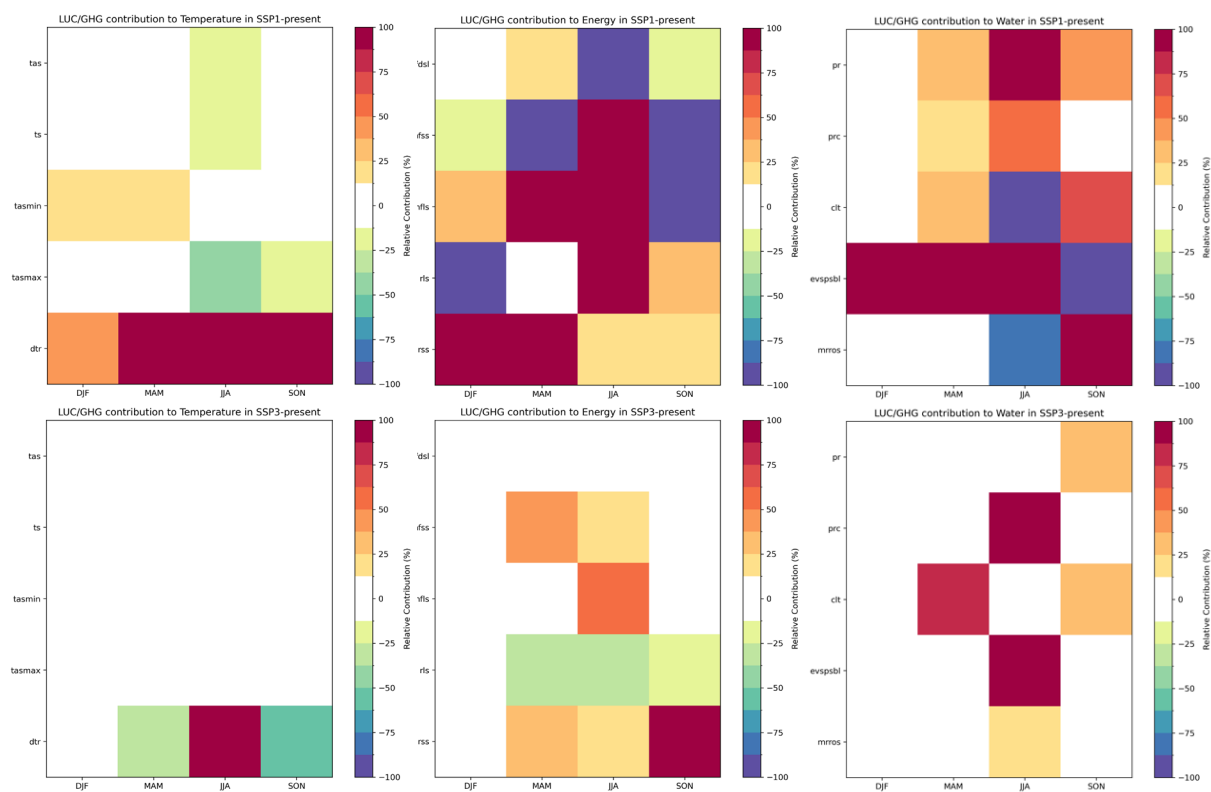 LUC/GHG contribution to Temperature in SSP1-present
tas
ts
tasmin
tasmax
dtr
DJF MAM JJA SON
100
75
50
25
0
−25
−50
−75
−100
Relative Contribution (%)
LUC/GHG contribution to Energy in SSP1-present
dsl
fss
fls
rls
rss
DJF MAM JJA SON
100
75
50
25
0
−25
−50
−75
−100
Relative Contribution (%)
LUC/GHG contribution to Water in SSP1-present
pr
prc
clt
evspsbl
mrros
DJF MAM JJA SON
100
75
50
25
0
−25
−50
−75
−100
Relative Contribution (%)
LUC/GHG contribution to Temperature in SSP3-present
tas
ts
tasmin
tasmax
dtr
DJF MAM JJA SON
100
75
50
25
0
−25
−50
−75
−100
Relative Contribution (%)
LUC/GHG contribution to Energy in SSP3-present
dsl
fss
fls
rls
rss
DJF MAM JJA SON
100
75
50
25
0
−25
−50
−75
−100
Relative Contribution (%)
LUC/GHG contribution to Water in SSP3-present
pr
prc
clt
evspsbl
mrros
DJF MAM JJA SON
100
75
50
25
0
−25
−50
−75
−100
Relative Contribution (%)